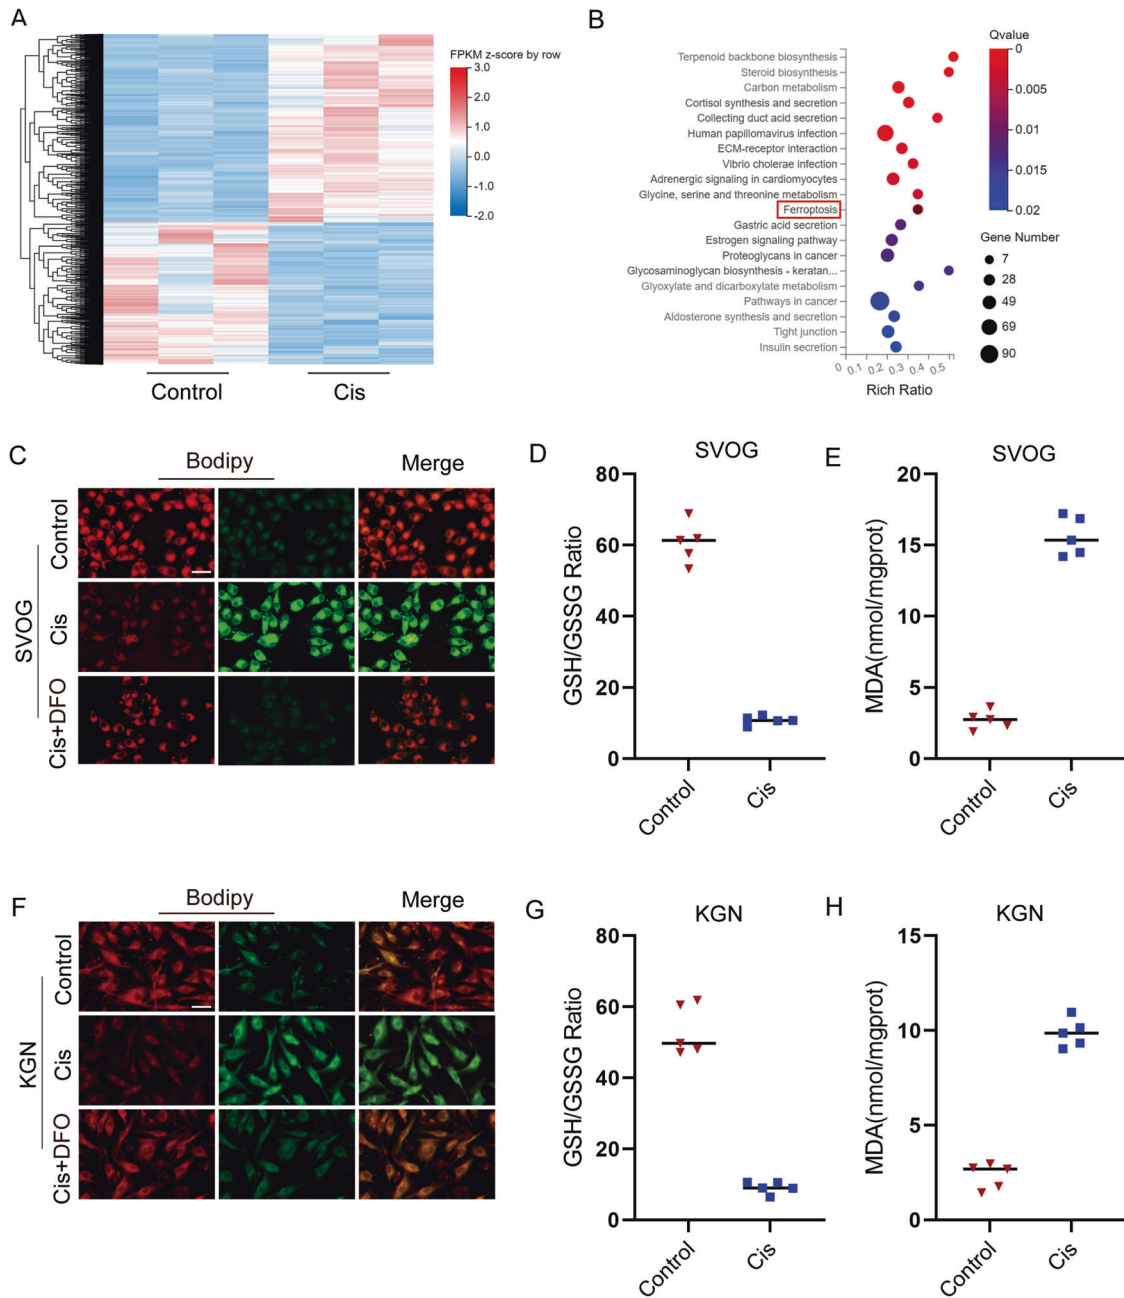 A
FPKM z-score by row
3.0
2.0
1.0
0.0
-1.0
-2.0
Control
Cis
B
Terpenoid backbone biosynthesis
Steroid biosynthesis
Carbon metabolism
Cortisol synthesis and secretion
Collecting duct acid secretion
Human papillomavirus infection
ECM-receptor interaction
Vibrio cholerae infection
Adrenergic signaling in cardiomyocytes
Glycine, serine and threonine metabolism
Ferroptosis
Gastric acid secretion
Estrogen signaling pathway
Proteoglycans in cancer
Glycosaminoglycan biosynthesis - keratan...
Glyoxylate and dicarboxylate metabolism
Pathways in cancer
Aldosterone synthesis and secretion
Tight junction
Insulin secretion
0 0.1 0.2 0.3 0.4 0.5
Rich Ratio
Qvalue
0
0.005
0.01
0.015
0.02
Gene Number
7
28
49
69
90
C
Bodipy
Merge
SVOG
Control
Cis
Cis+DFO
D
SVOG
GSH/GSSG Ratio
80
60
40
20
0
Control
Cis
E
SVOG
MDA(nmol/mgprot)
20
15
10
5
0
Control
Cis
F
Bodipy
Merge
KGN
Control
Cis
Cis+DFO
G
KGN
GSH/GSSG Ratio
80
60
40
20
0
Control
Cis
H
KGN
MDA(nmol/mgprot)
15
10
5
0
Control
Cis